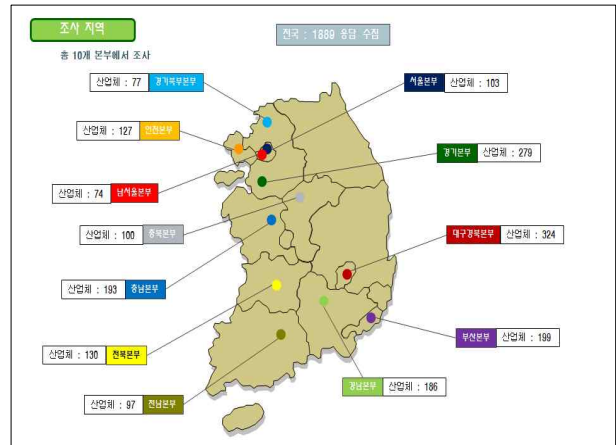 조사 지역
전국 : 1889 응답 수집
총 10개 본부에서 조사
산업체 : 77 경기북부본부
서울본부 산업체 : 103
산업체 : 127 인천본부
경기본부 산업체 : 279
산업체 : 74 남서울본부
산업체 : 100 충북본부
대구경북본부 산업체 : 324
산업체 : 193 충남본부
부산본부 산업체 : 199
산업체 : 130 전북본부
경남본부 산업체 : 186
산업체 : 97 전남본부